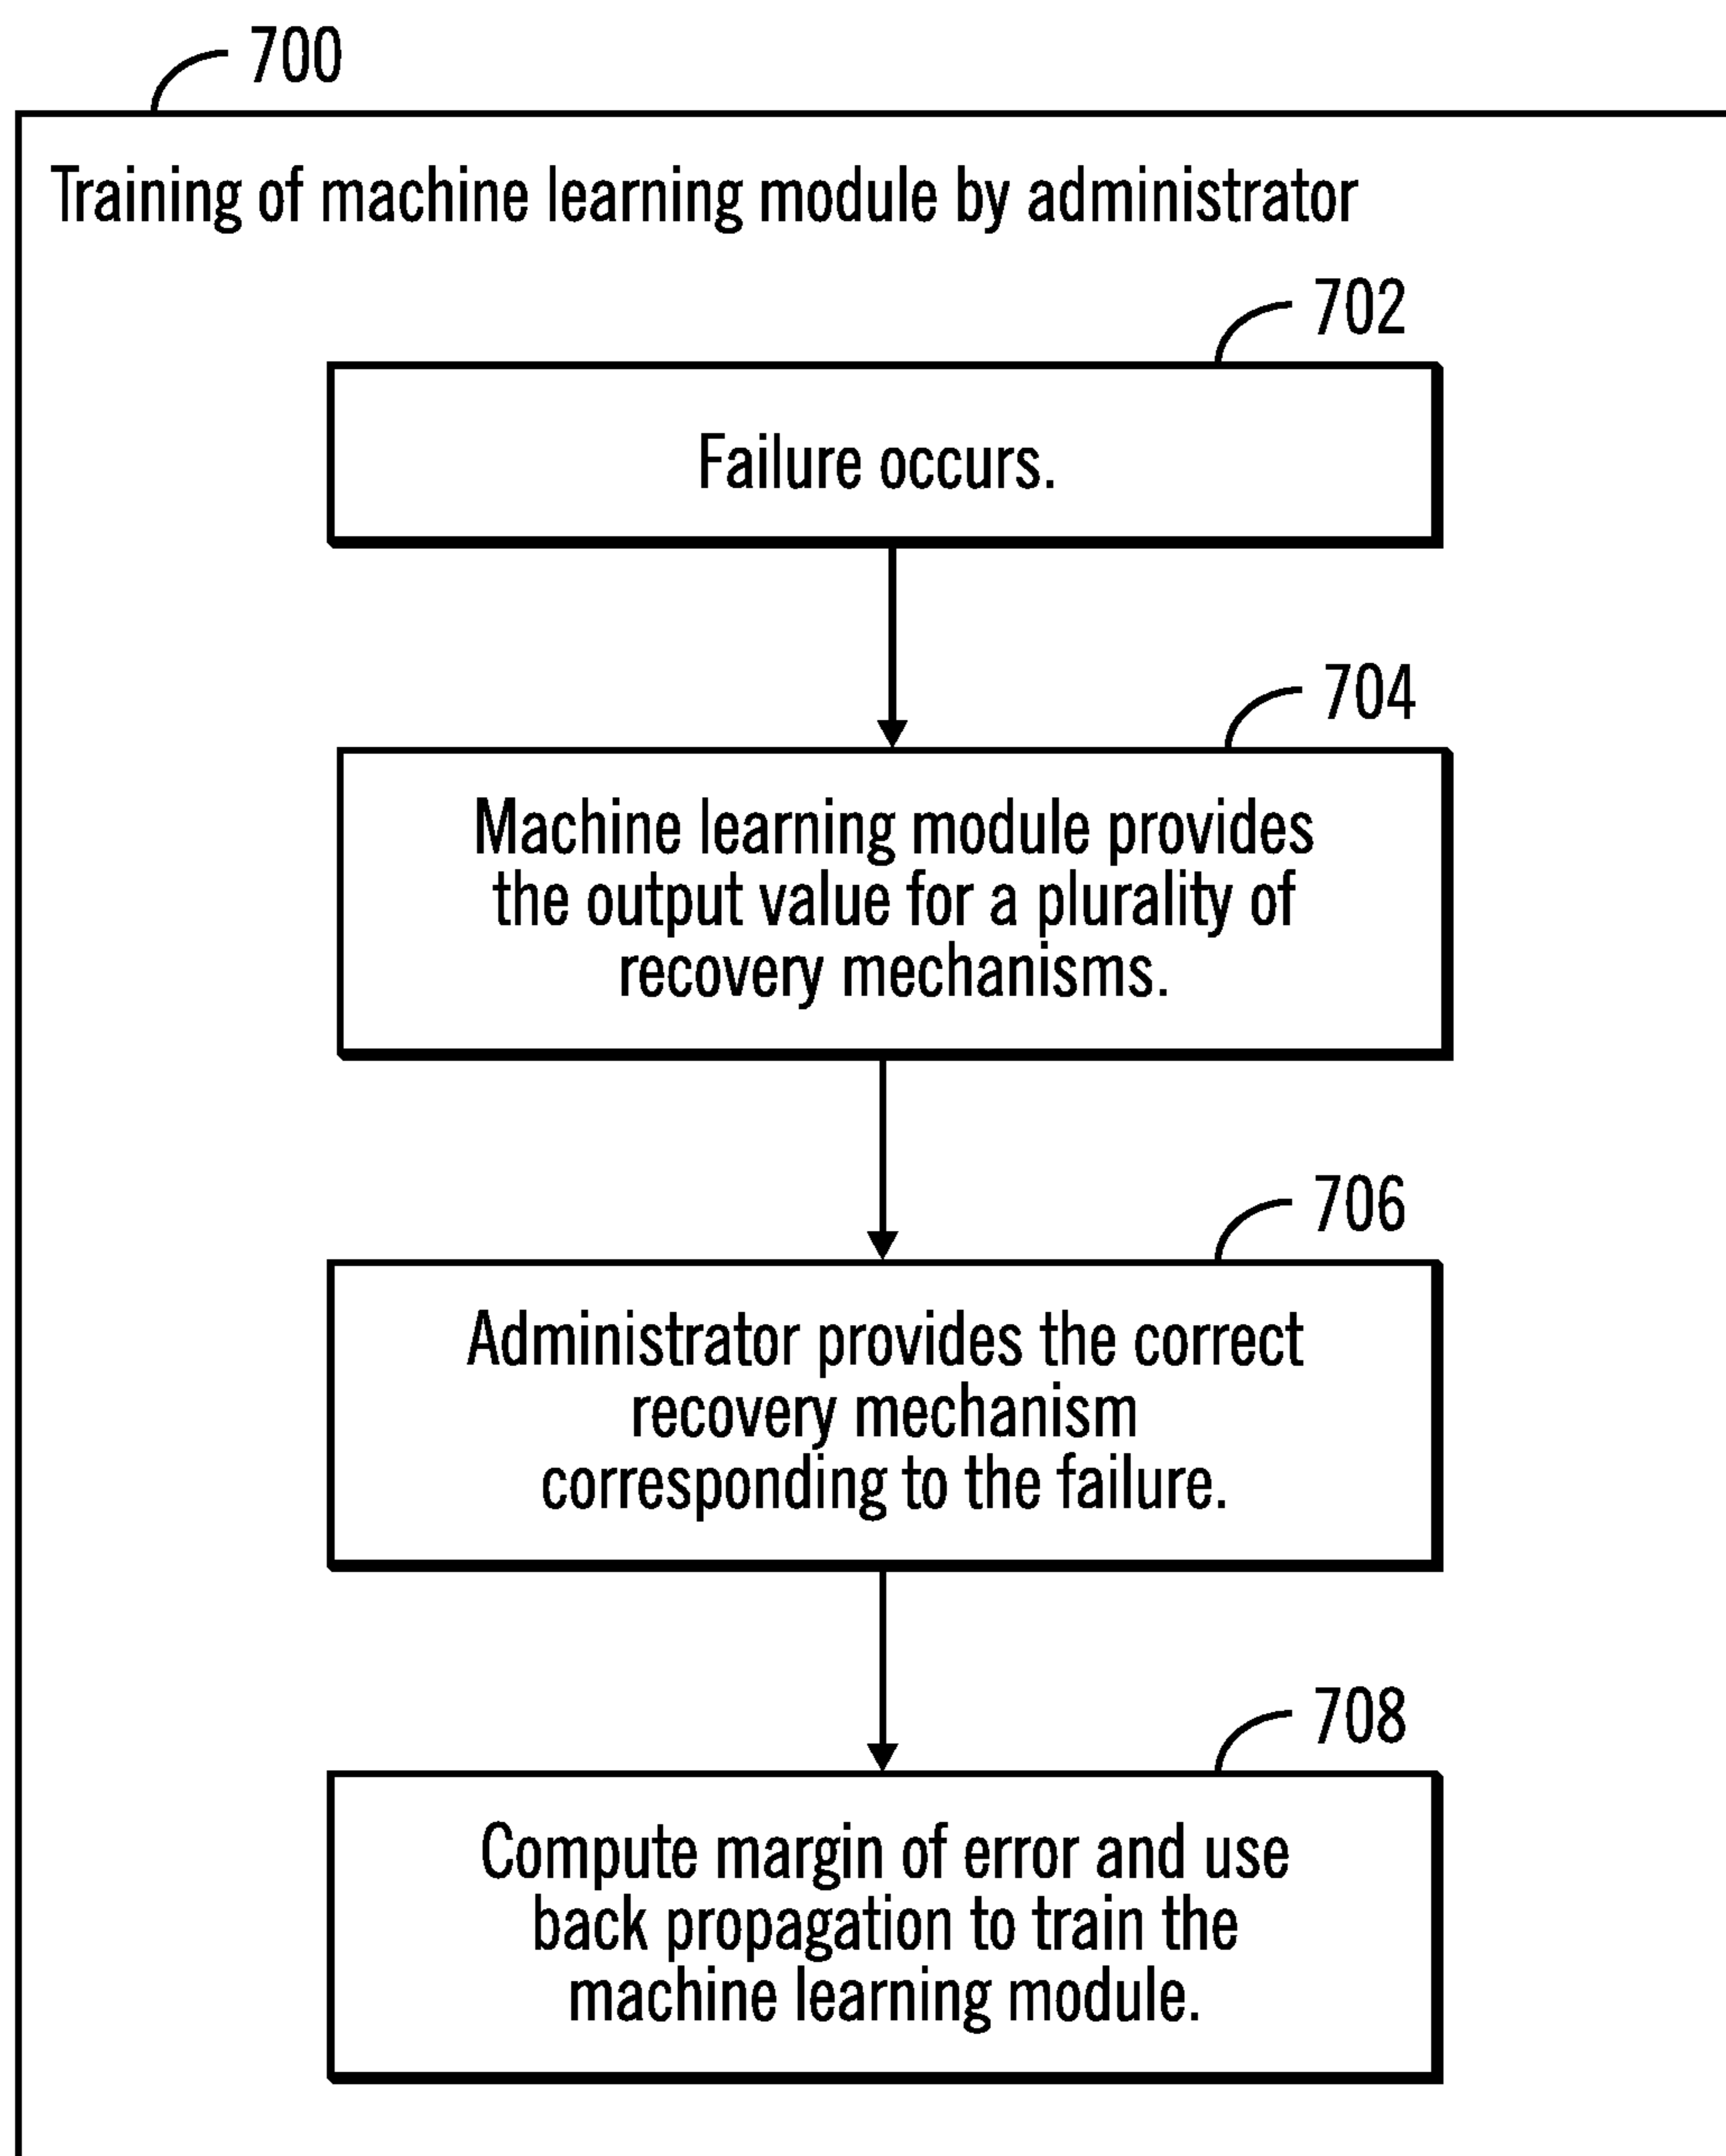 700
Training of machine learning module by administrator
702
Failure occurs.
704
Machine learning module provides
the output value for a plurality of
recovery mechanisms.
706
Administrator provides the correct
recovery mechanism
corresponding to the failure.
708
Compute margin of error and use
back propagation to train the
machine learning module.